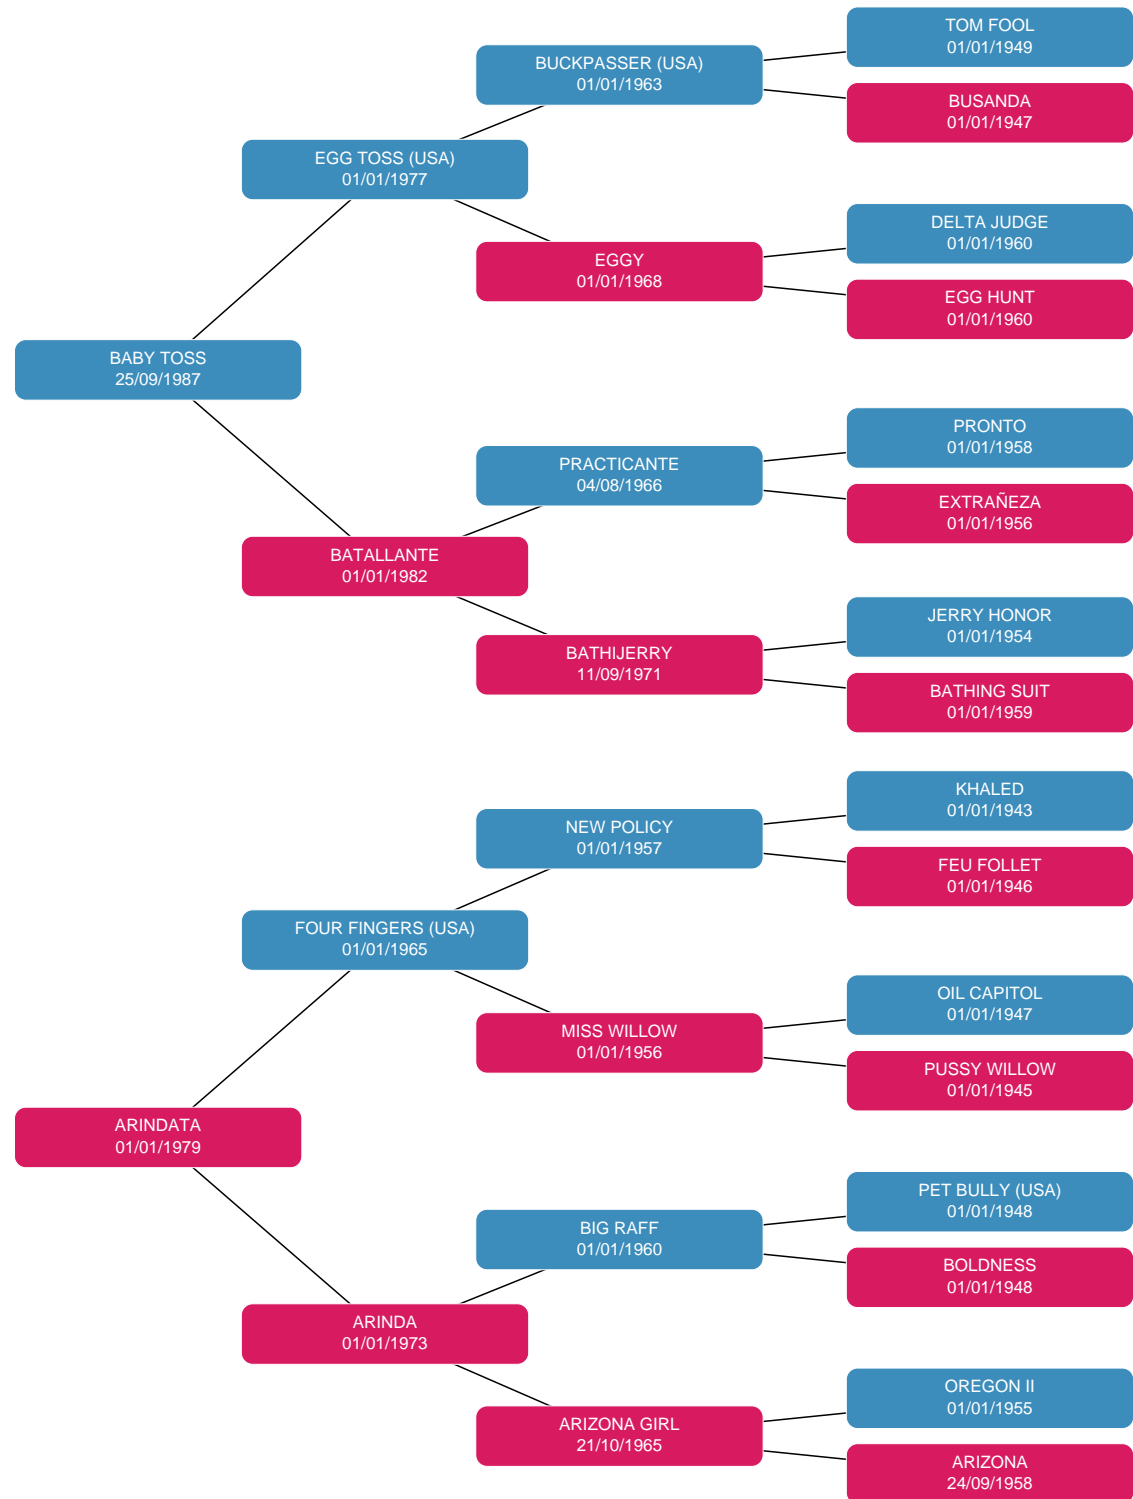 TOM FOOL
01/01/1949
BUCKPASSER (USA)
01/01/1963
BUSANDA
01/01/1947
EGG TOSS (USA)
01/01/1977
DELTA JUDGE
01/01/1960
EGGY
01/01/1968
EGG HUNT
01/01/1960
BABY TOSS
25/09/1987
PRONTO
01/01/1958
PRACTICANTE
04/08/1966
EXTRAÑEZA
01/01/1956
BATALLANTE
01/01/1982
JERRY HONOR
01/01/1954
BATHIJERRY
11/09/1971
BATHING SUIT
01/01/1959
KHALED
01/01/1943
NEW POLICY
01/01/1957
FEU FOLLET
01/01/1946
FOUR FINGERS (USA)
01/01/1965
OIL CAPITOL
01/01/1947
MISS WILLOW
01/01/1956
PUSSY WILLOW
01/01/1945
ARINDATA
01/01/1979
PET BULLY (USA)
01/01/1948
BIG RAFF
01/01/1960
BOLDNESS
01/01/1948
ARINDA
01/01/1973
OREGON II
01/01/1955
ARIZONA GIRL
21/10/1965
ARIZONA
24/09/1958